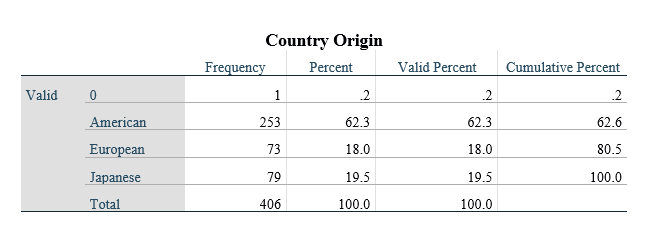 Country Origin
Frequency Percent Valid Percent Cumulative Percent
Valid 0 1 .2 .2 .2
American 253 62.3 62.3 62.6
European 73 18.0 18.0 80.5
Japanese 79 19.5 19.5 100.0
Total 406 100.0 100.0